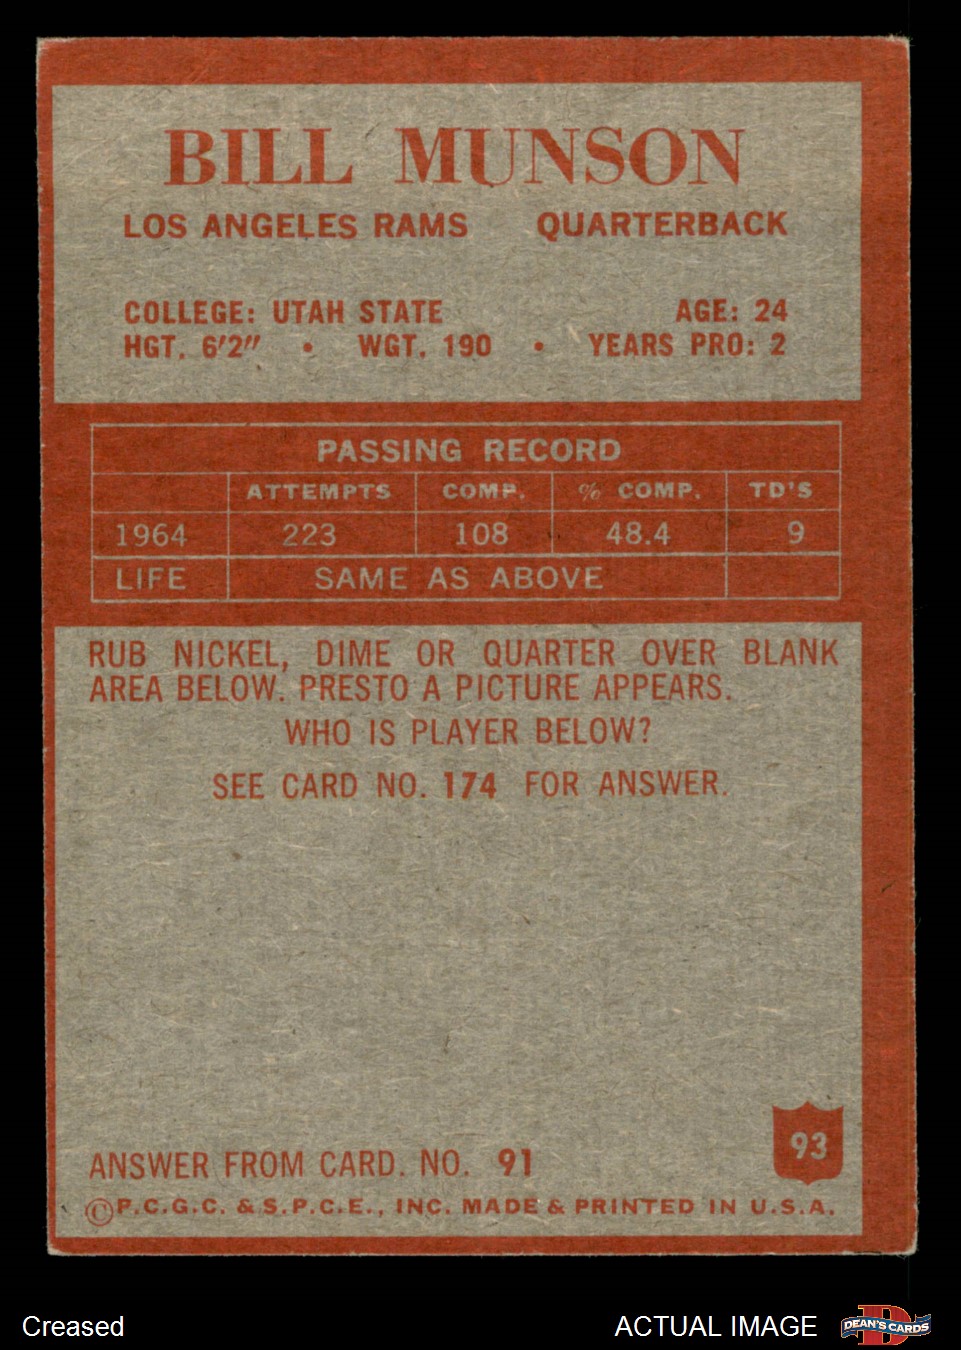 BILL MUNSON
LOS ANGELES RAMS QUARTERBACK
COLLEGE: UTAH STATE AGE: 24
HGT. 6'2" • WGT. 190 • YEARS PRO: 2
PASSING RECORD
ATTEMPTS COMP. % COMP. TD'S
1964 223 108 48.4 9
LIFE SAME AS ABOVE
RUB NICKEL, DIME OR QUARTER OVER BLANK
AREA BELOW. PRESTO A PICTURE APPEARS.
WHO IS PLAYER BELOW?
SEE CARD NO. 174 FOR ANSWER.
93
ANSWER FROM CARD. NO. 91
©P.C.G.C. & S.P.C.E., INC. MADE & PRINTED IN U.S.A.
Creased ACTUAL IMAGE D DEAN'S CARDS